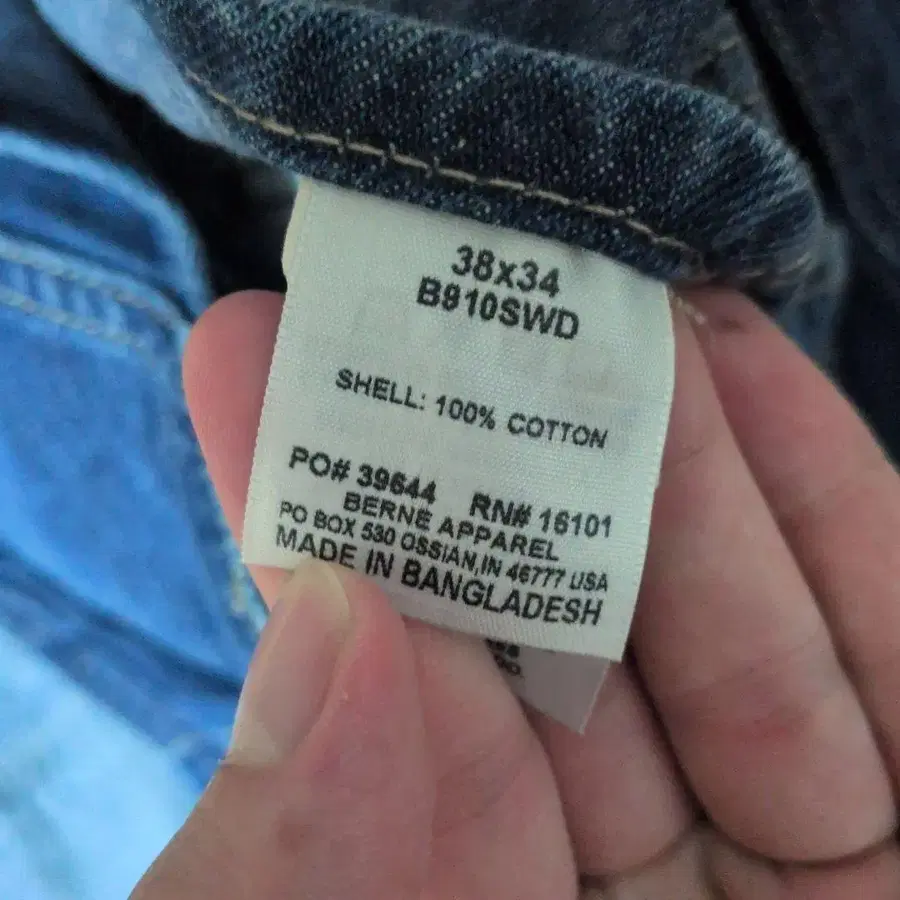 38x34
B910SWD
SHELL: 100% COTTON
PO# 39644 RN# 16101
BERNE APPAREL
PO BOX 530 OSSIAN,IN 46777 USA
MADE IN BANGLADESH